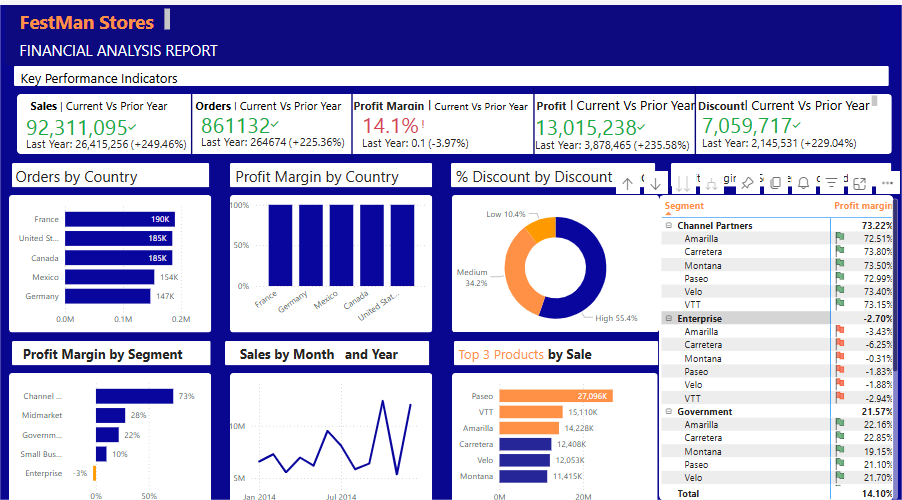 FestMan Stores
FINANCIAL ANALYSIS REPORT
Key Performance Indicators
Sales | Current Vs Prior Year
92,311,095✓
Last Year: 26,415,256 (+249.46%)
Orders | Current Vs Prior Year
861132✓
Last Year: 264674 (+225.36%)
Profit Margin | Current Vs Prior Year
14.1%!
Last Year: 0.1 (-3.97%)
Profit | Current Vs Prior Year
13,015,238✓
Last Year: 3,878,465 (+235.58%)
Discount| Current Vs Prior Year
7,059,717✓
Last Year: 2,145,531 (+229.04%)
Orders by Country
France 190K
United St... 185K
Canada 185K
Mexico 154K
Germany 147K
0.0M 0.1M 0.2M
Profit Margin by Country
100%
50%
0%
France Germany Mexico Canada United Stat...
% Discount by Discount
Low 10.4%
Medium
34.2%
High 55.4%
Segment Profit margin
Channel Partners 73.22%
Amarilla 72.51%
Carretera 73.80%
Montana 73.50%
Paseo 72.99%
Velo 73.40%
VTT 73.15%
Enterprise -2.70%
Amarilla -3.43%
Carretera -6.25%
Montana -0.31%
Paseo -1.83%
Velo -1.88%
VTT -2.94%
Government 21.57%
Amarilla 22.16%
Carretera 22.85%
Montana 19.15%
Paseo 21.10%
Velo 21.70%
Total 14.10%
Profit Margin by Segment
Channel ... 73%
Midmarket 28%
Governm... 22%
Small Bus... 10%
Enterprise -3%
0% 50%
Sales by Month and Year
10M
5M
Jan 2014 Jul 2014
Top 3 Products by Sale
Paseo 27,096K
VTT 15,110K
Amarilla 14,228K
Carretera 12,408K
Velo 12,053K
Montana 11,415K
0M 20M